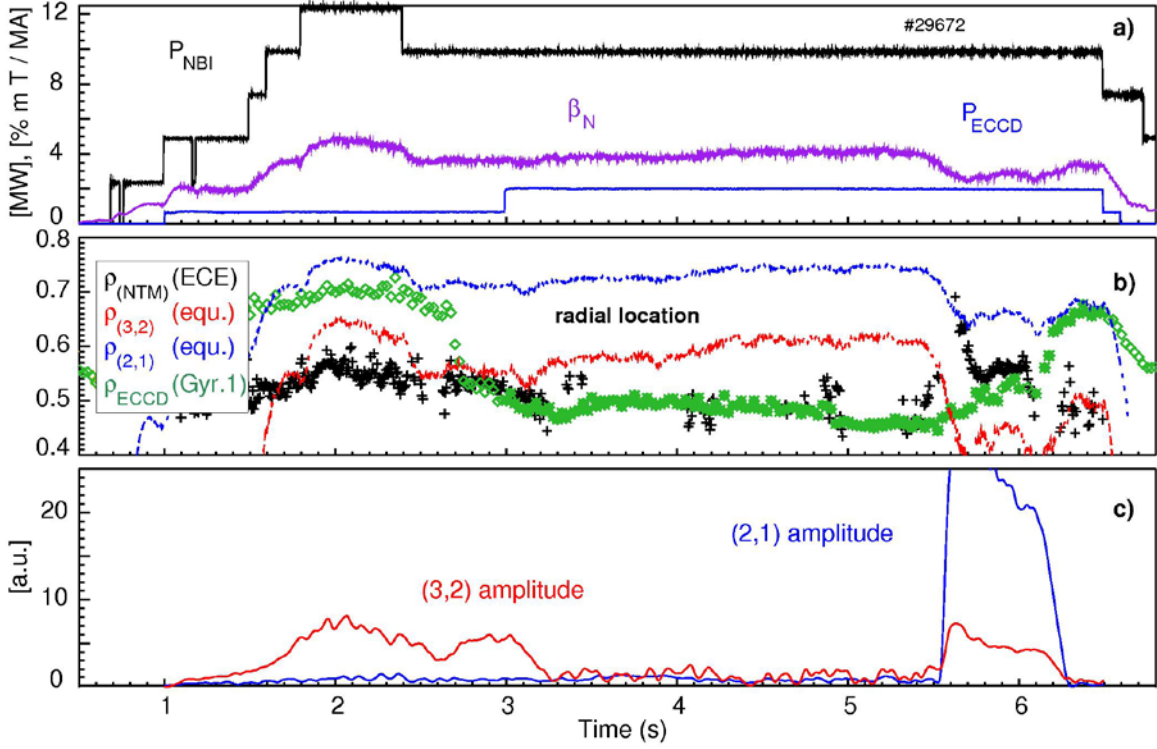 12
8
4
0
[MW], [% m T / MA]
P_NBI
#29672
a)
β_N
P_ECCD
0.8
0.7
0.6
0.5
0.4
ρ_(NTM) (ECE)
ρ_(3,2) (equ.)
ρ_(2,1) (equ.)
ρ_ECCD (Gyr.1)
radial location
b)
20
10
0
[a.u.]
c)
(2,1) amplitude
(3,2) amplitude
1 2 3 4 5 6
Time (s)